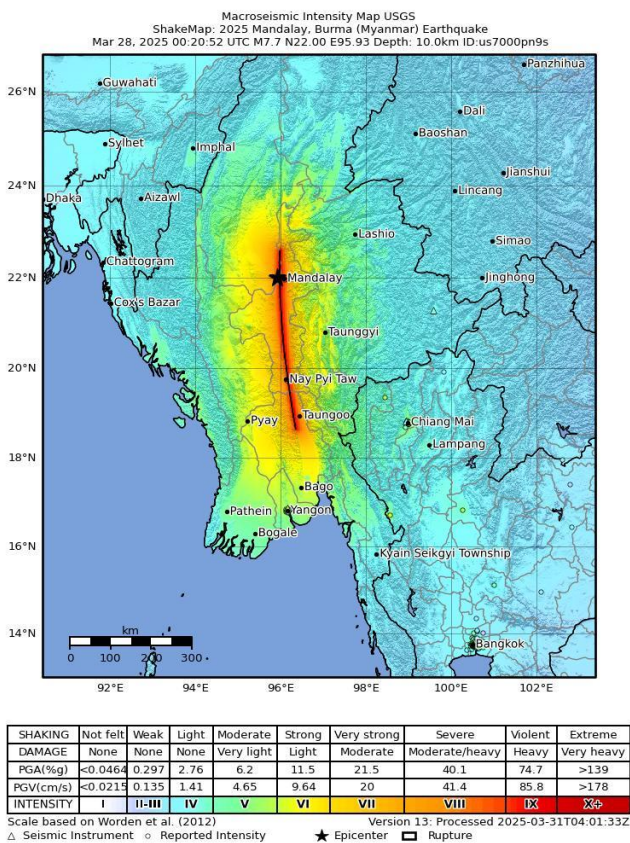 Macroseismic Intensity Map USGS
ShakeMap: 2025 Mandalay, Burma (Myanmar) Earthquake
Mar 28, 2025 00:20:52 UTC M7.7 N22.00 E95.93 Depth: 10.0km ID:us7000pn9s
Panzhihua
Guwahati
26°N
Dali
Baoshan
Sylhet
Imphal
Jianshui
24°N
Lincang
Dhaka
Aizawl
Lashio
Simao
Chattogram
22°N
Mandalay
Jinghong
Cox's Bazar
Taunggyi
20°N
Nay Pyi Taw
Pyay
Taungoo
Chiang Mai
Lampang
18°N
Bago
Pathein
Yangon
Bogale
16°N
Kyain Seikgyi Township
14°N
km
Bangkok
0 100 200 300
92°E 94°E 96°E 98°E 100°E 102°E
SHAKING Not felt Weak Light Moderate Strong Very strong Severe Violent Extreme
DAMAGE None None None Very light Light Moderate Moderate/heavy Heavy Very heavy
PGA(%g) <0.0464 0.297 2.76 6.2 11.5 21.5 40.1 74.7 >139
PGV(cm/s) <0.0215 0.135 1.41 4.65 9.64 20 41.4 85.8 >178
INTENSITY I II-III IV V VI VII VIII IX X+
Scale based on Worden et al. (2012) Version 13: Processed 2025-03-31T04:01:33Z
△ Seismic Instrument ○ Reported Intensity ★ Epicenter Rupture